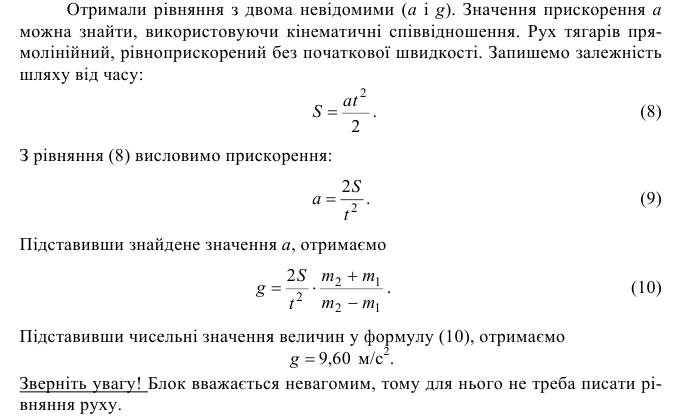 Отримали рівняння з двома невідомими (a і g). Значення прискорення a
можна знайти, використовуючи кінематичні співвідношення. Рух тягарів пря-
молінійний, рівноприскорений без початкової швидкості. Запишемо залежність
шляху від часу:
S = at²/2 . (8)
З рівняння (8) висловимо прискорення:
a = 2S/t² . (9)
Підставивши знайдене значення a, отримаємо
g = 2S/t² · (m₂ + m₁)/(m₂ − m₁) . (10)
Підставивши чисельні значення величин у формулу (10), отримаємо
g = 9,60 м/с².
Зверніть увагу! Блок вважається невагомим, тому для нього не треба писати рі-
вняння руху.